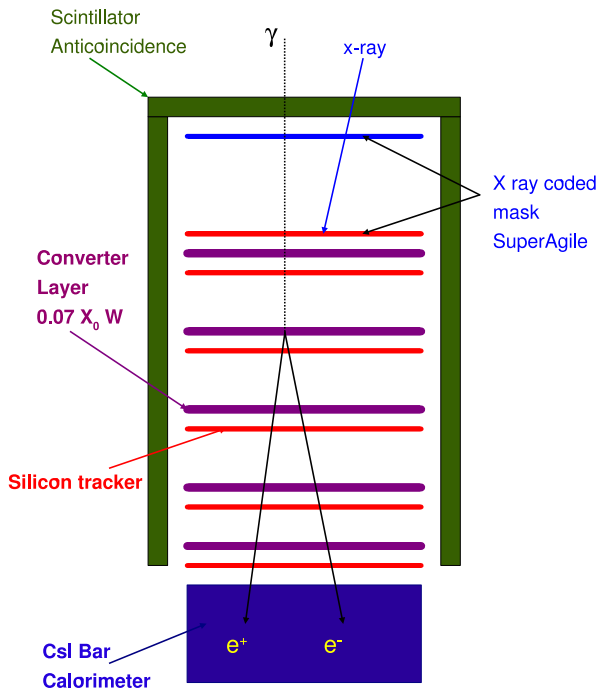 Scintillator
Anticoincidence
γ
x-ray
X ray coded
mask
SuperAgile
Converter
Layer
0.07 X₀ W
Silicon tracker
CsI Bar
Calorimeter
e⁺
e⁻